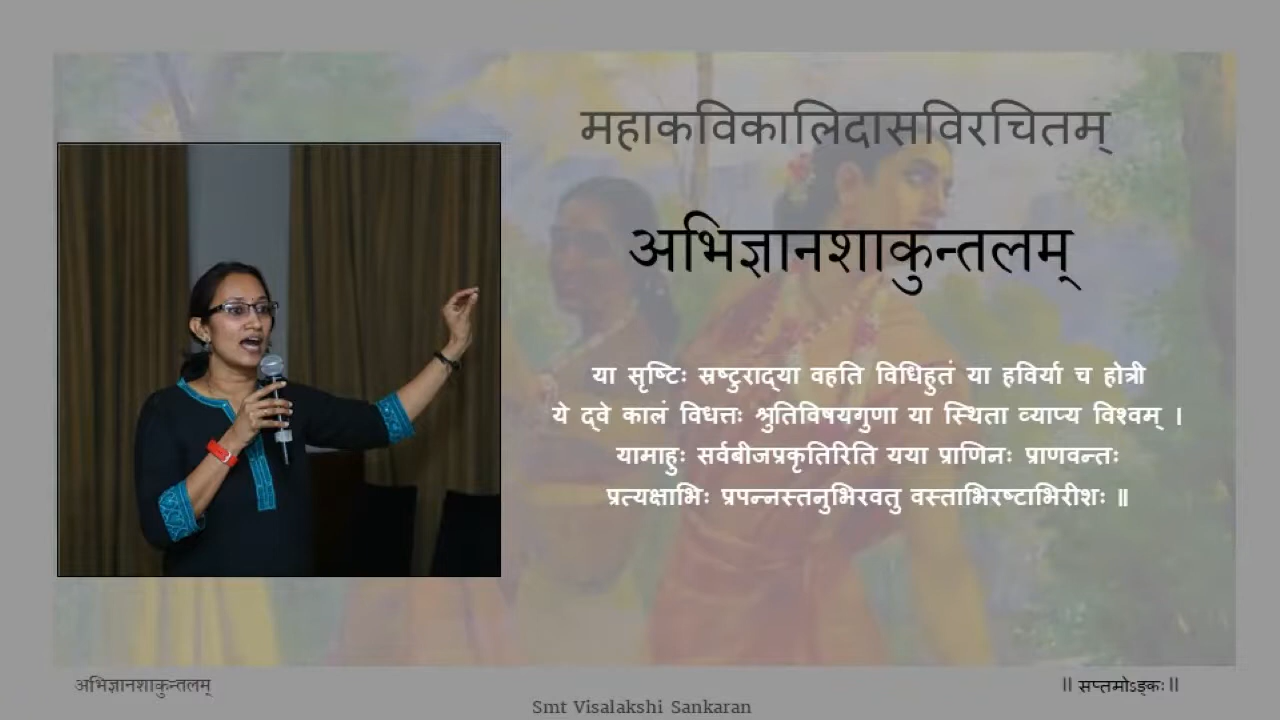 महाकविकालिदासविरचितम्
अभिज्ञानशाकुन्तलम्
या सृष्टिः स्रष्टुराद्या वहति विधिहुतं या हविर्या च होत्री
ये द्वे कालं विधत्तः श्रुतिविषयगुणा या स्थिता व्याप्य विश्वम् ।
यामाहुः सर्वबीजप्रकृतिरिति यया प्राणिनः प्राणवन्तः
प्रत्यक्षाभिः प्रपन्नस्तनुभिरवतु वस्ताभिरष्टाभिरीशः ॥
अभिज्ञानशाकुन्तलम्
॥ सप्तमोऽङ्कः ॥
Smt Visalakshi Sankaran